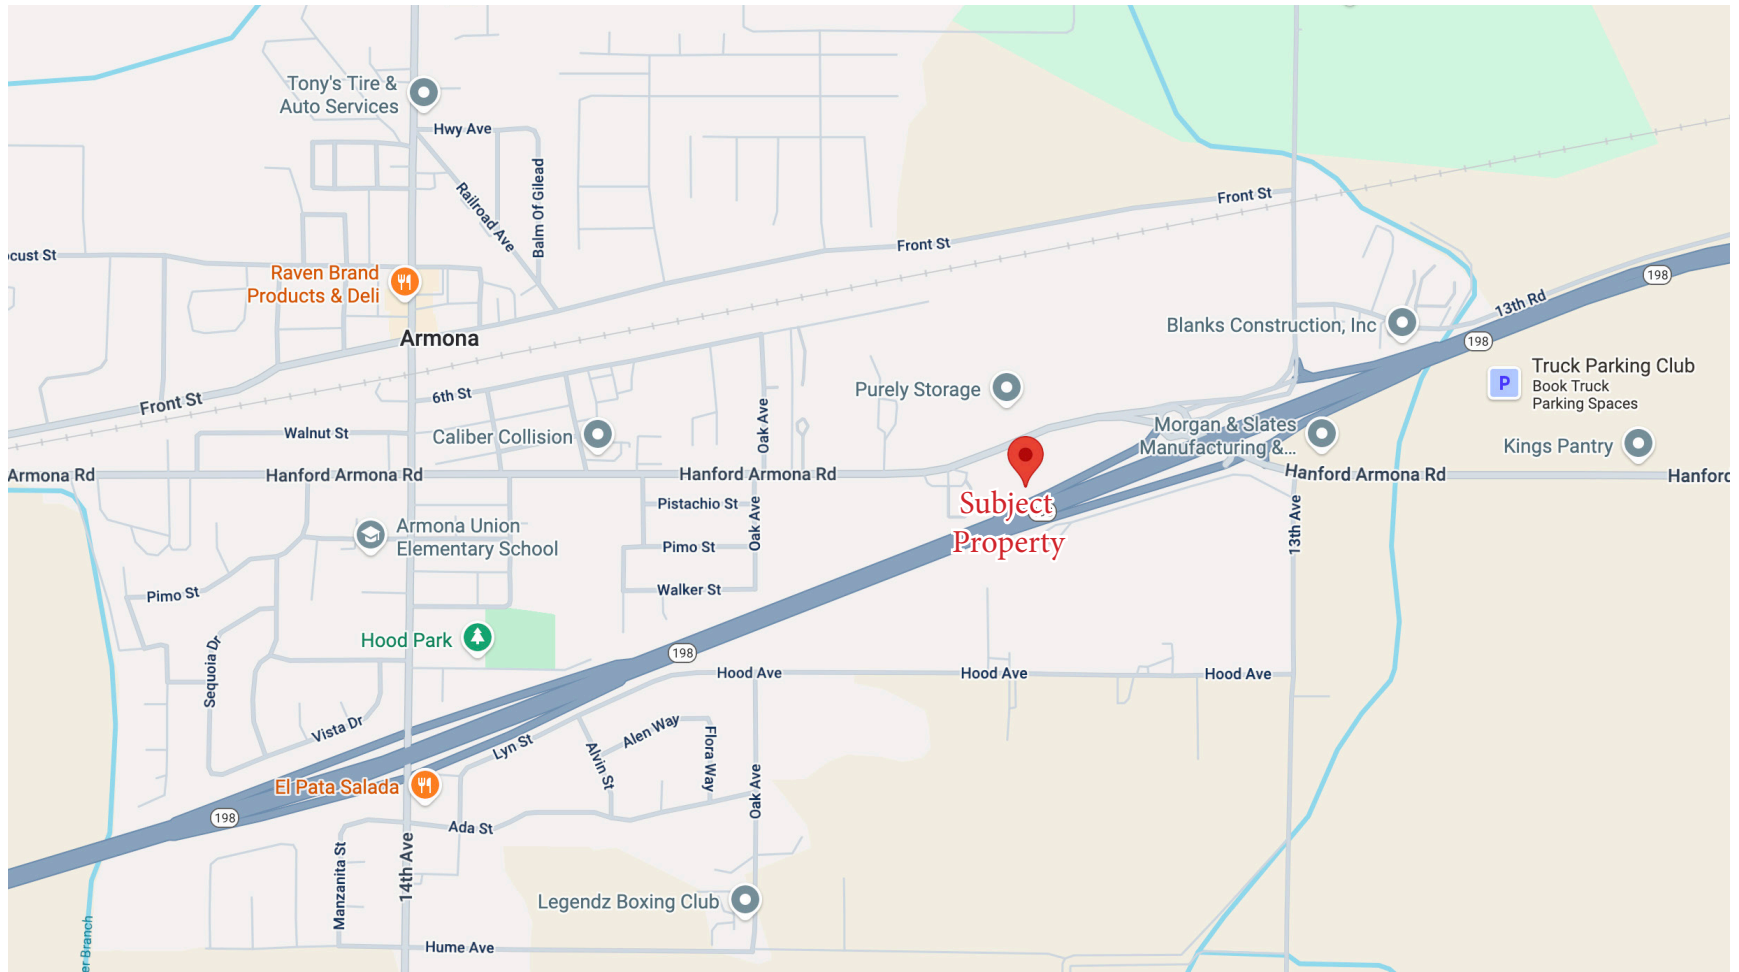 Tony's Tire &
Auto Services
Hwy Ave
Balm Of Gilead
Railroad Ave
Front St
Front St
ocust St
Raven Brand
Products & Deli
Armona
198
13th Rd
Blanks Construction, Inc
198
Truck Parking Club
Book Truck
Parking Spaces
P
Purely Storage
6th St
Front St
Oak Ave
Walnut St
Caliber Collision
Morgan & Slates
Manufacturing &...
Kings Pantry
Armona Rd
Hanford Armona Rd
Hanford Armona Rd
Hanford Armona Rd
Hanford
Subject
Property
Pistachio St
Oak Ave
13th Ave
Armona Union
Elementary School
Pimo St
Walker St
Pimo St
Hood Park
Sequoia Dr
198
Hood Ave
Hood Ave
Hood Ave
Vista Dr
Lyn St
Alvin St
Alen Way
Flora Way
Oak Ave
El Pata Salada
198
Ada St
Manzanita St
14th Ave
Legendz Boxing Club
Hume Ave
er Branch